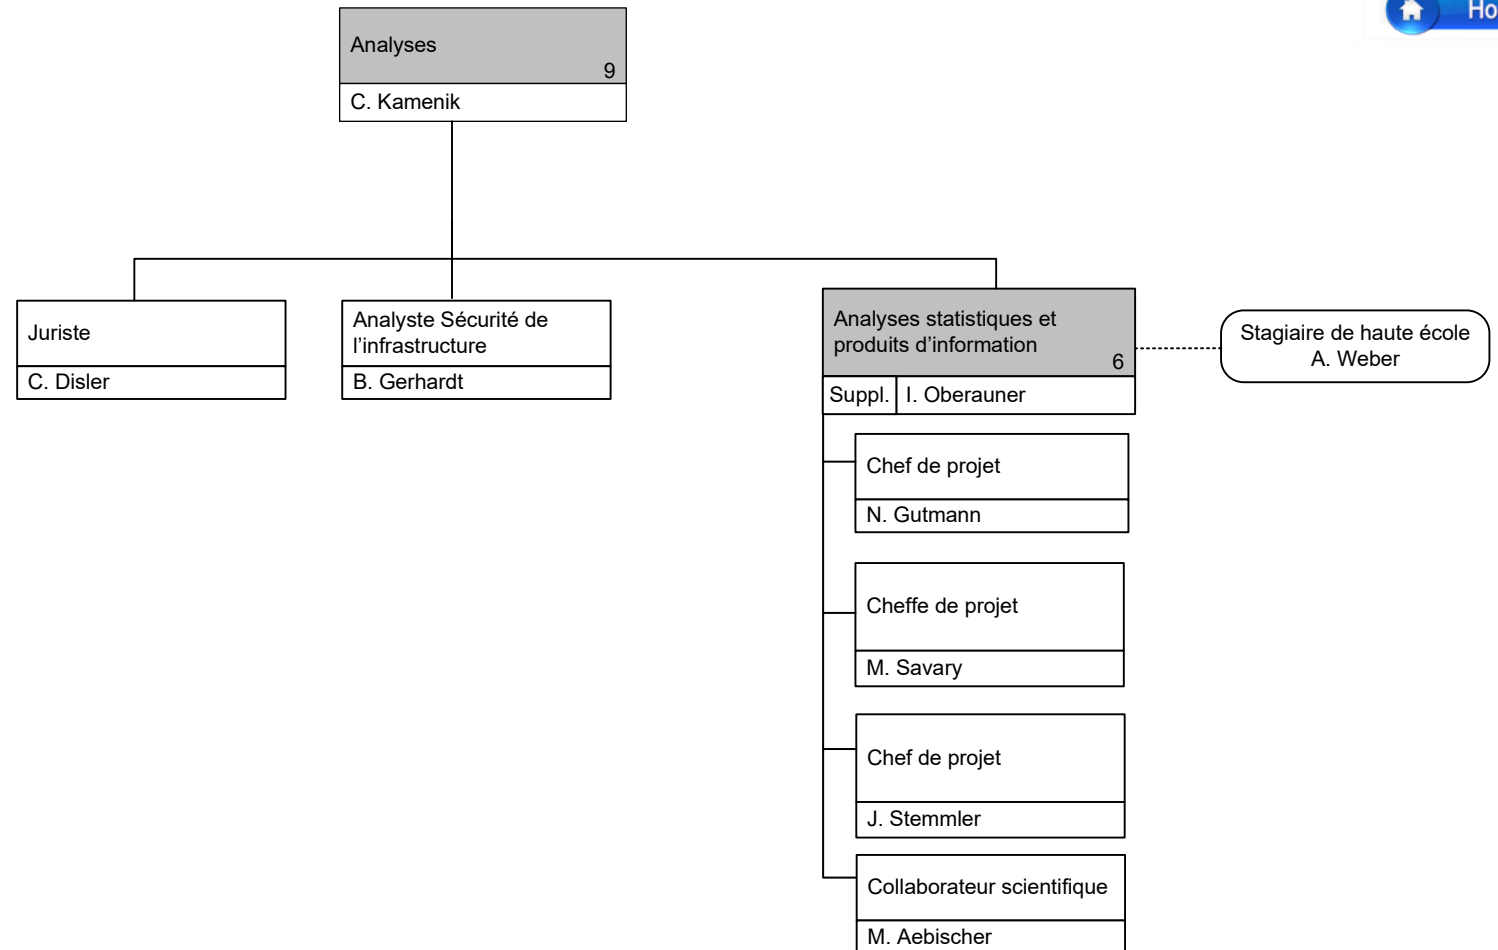 Ho
Analyses
9
C. Kamenik
Juriste
C. Disler
Analyste Sécurité de
l’infrastructure
B. Gerhardt
Analyses statistiques et
produits d’information
6
Suppl. I. Oberauner
Stagiaire de haute école
A. Weber
Chef de projet
N. Gutmann
Cheffe de projet
M. Savary
Chef de projet
J. Stemmler
Collaborateur scientifique
M. Aebischer